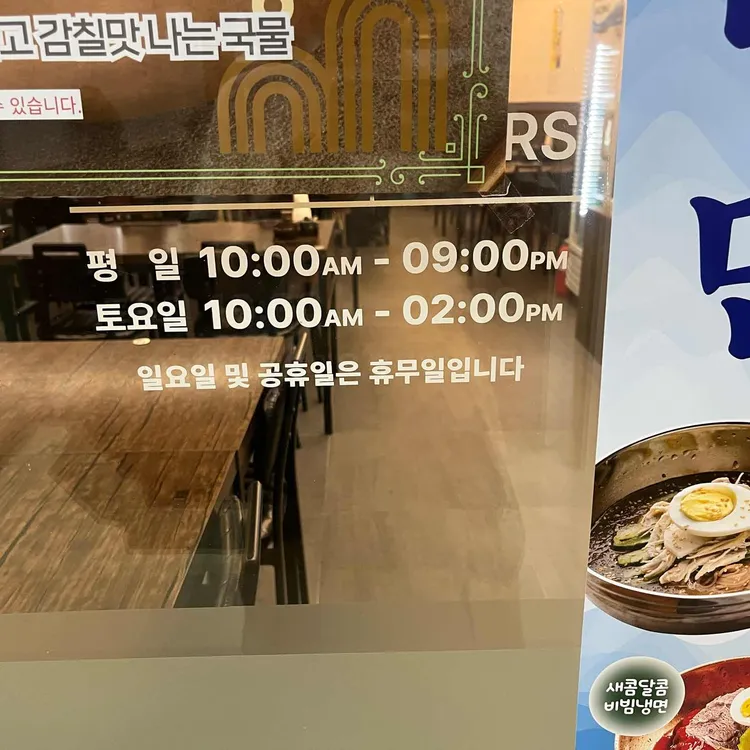 고 감칠맛 나는 국물
있습니다.
RS
평 일 10:00AM - 09:00PM
토요일 10:00AM - 02:00PM
일요일 및 공휴일은 휴무일입니다
새콤달콤
비빔냉면